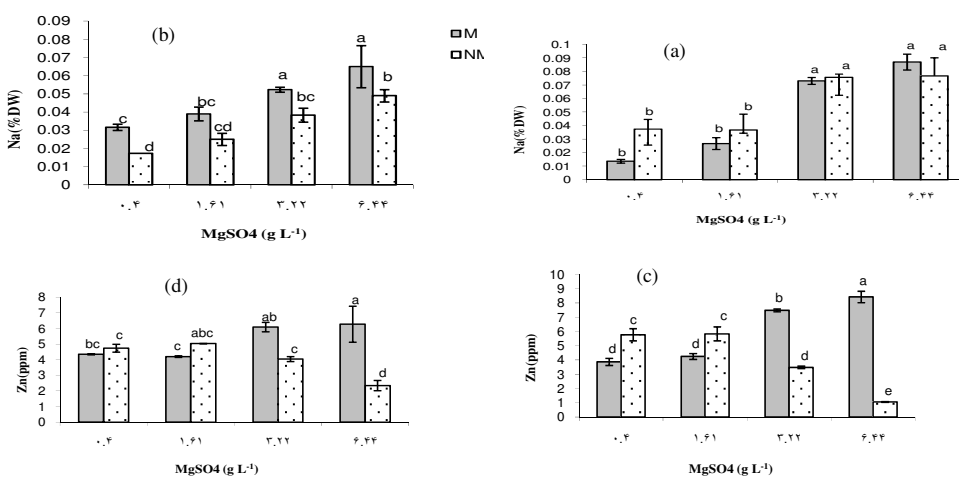 (b)
Na(%DW)
0.09
0.08
0.07
0.06
0.05
0.04
0.03
0.02
0.01
0
c d bc cd a bc a b
۰.۴ ۱.۶۱ ۳.۲۲ ۶.۴۴
MgSO4 (g L-1)
M
NM
(a)
Na(%DW)
0.1
0.09
0.08
0.07
0.06
0.05
0.04
0.03
0.02
0.01
0
b b b b a a a a
۰.۴ ۱.۶۱ ۳.۲۲ ۶.۴۴
MgSO4 (g L-1)
(d)
Zn(ppm)
8
7
6
5
4
3
2
1
0
bc c c abc ab c a d
۰.۴ ۱.۶۱ ۳.۲۲ ۶.۴۴
MgSO4 (g L-1)
(c)
Zn(ppm)
10
9
8
7
6
5
4
3
2
1
0
d c d c b d a e
۰.۴ ۱.۶۱ ۳.۲۲ ۶.۴۴
MgSO4 (g L-1)